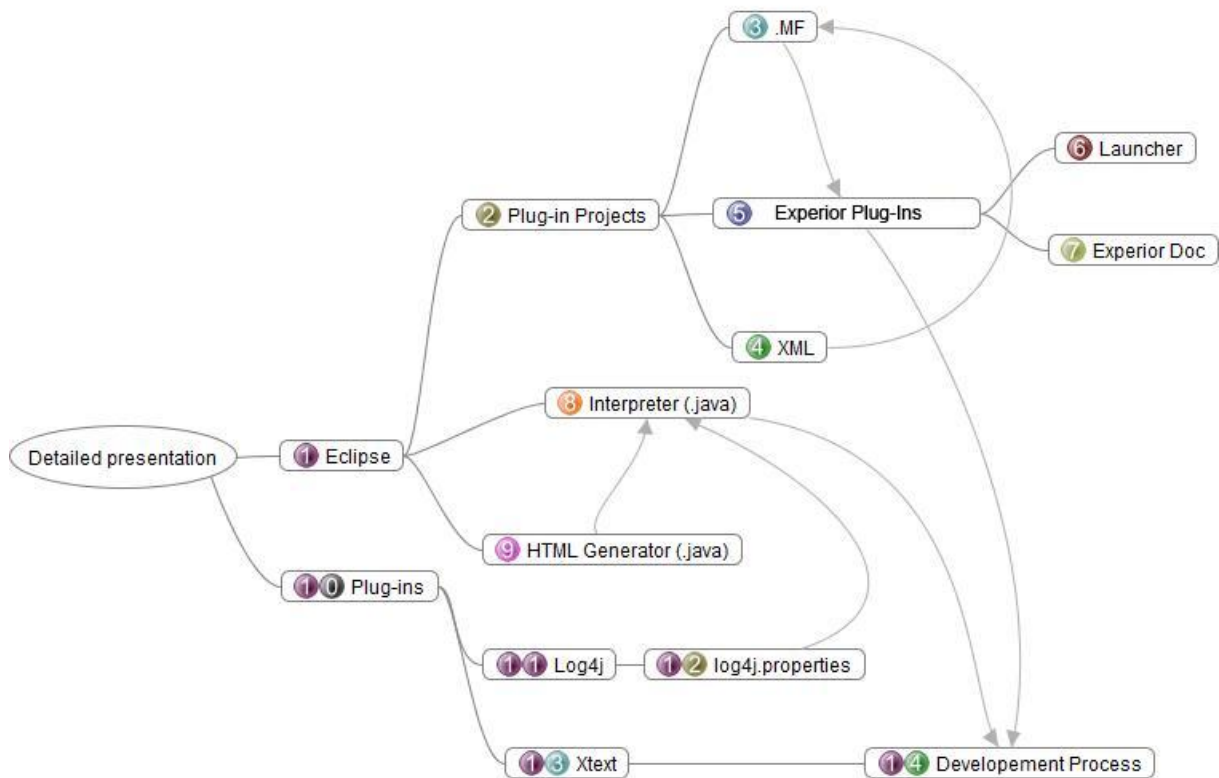 3 .MF
6 Launcher
2 Plug-in Projects
5 Experior Plug-Ins
7 Experior Doc
4 XML
8 Interpreter (.java)
Detailed presentation
1 Eclipse
9 HTML Generator (.java)
10 Plug-ins
11 Log4j
12 log4j.properties
13 Xtext
14 Developement Process